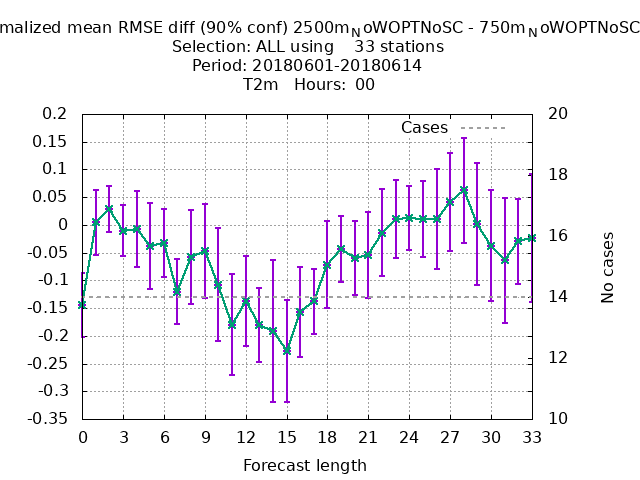 malized mean RMSE diff (90% conf) 2500mNoWOPTNoSC - 750mNoWOPTNoSC
Selection: ALL using 33 stations
Period: 20180601-20180614
T2m Hours: 00
Cases
0.2
0.15
0.1
0.05
0
-0.05
-0.1
-0.15
-0.2
-0.25
-0.3
-0.35
20
18
16
14
12
10
No cases
0 3 6 9 12 15 18 21 24 27 30 33
Forecast length